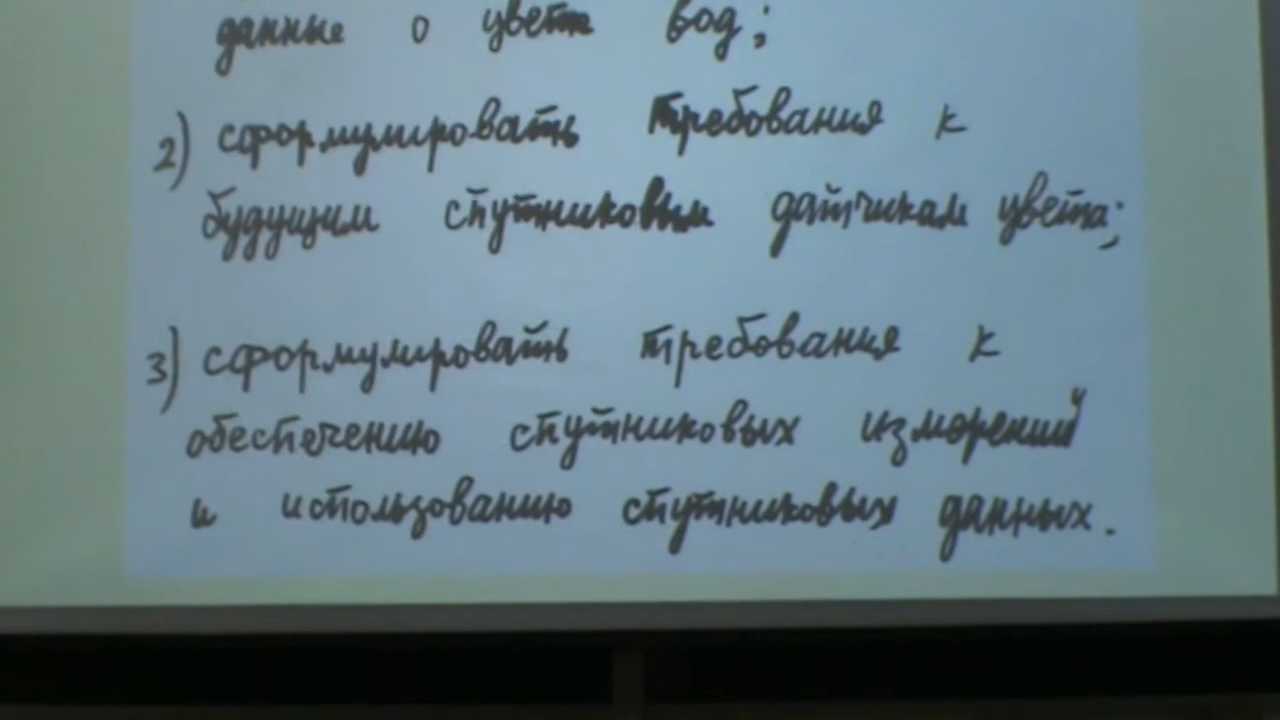 данные о цвете вод;
2) сформулировать требования к
будущим спутниковым датчикам цвета;
3) сформулировать требования к
обеспечению спутниковых измерений
и использованию спутниковых данных.